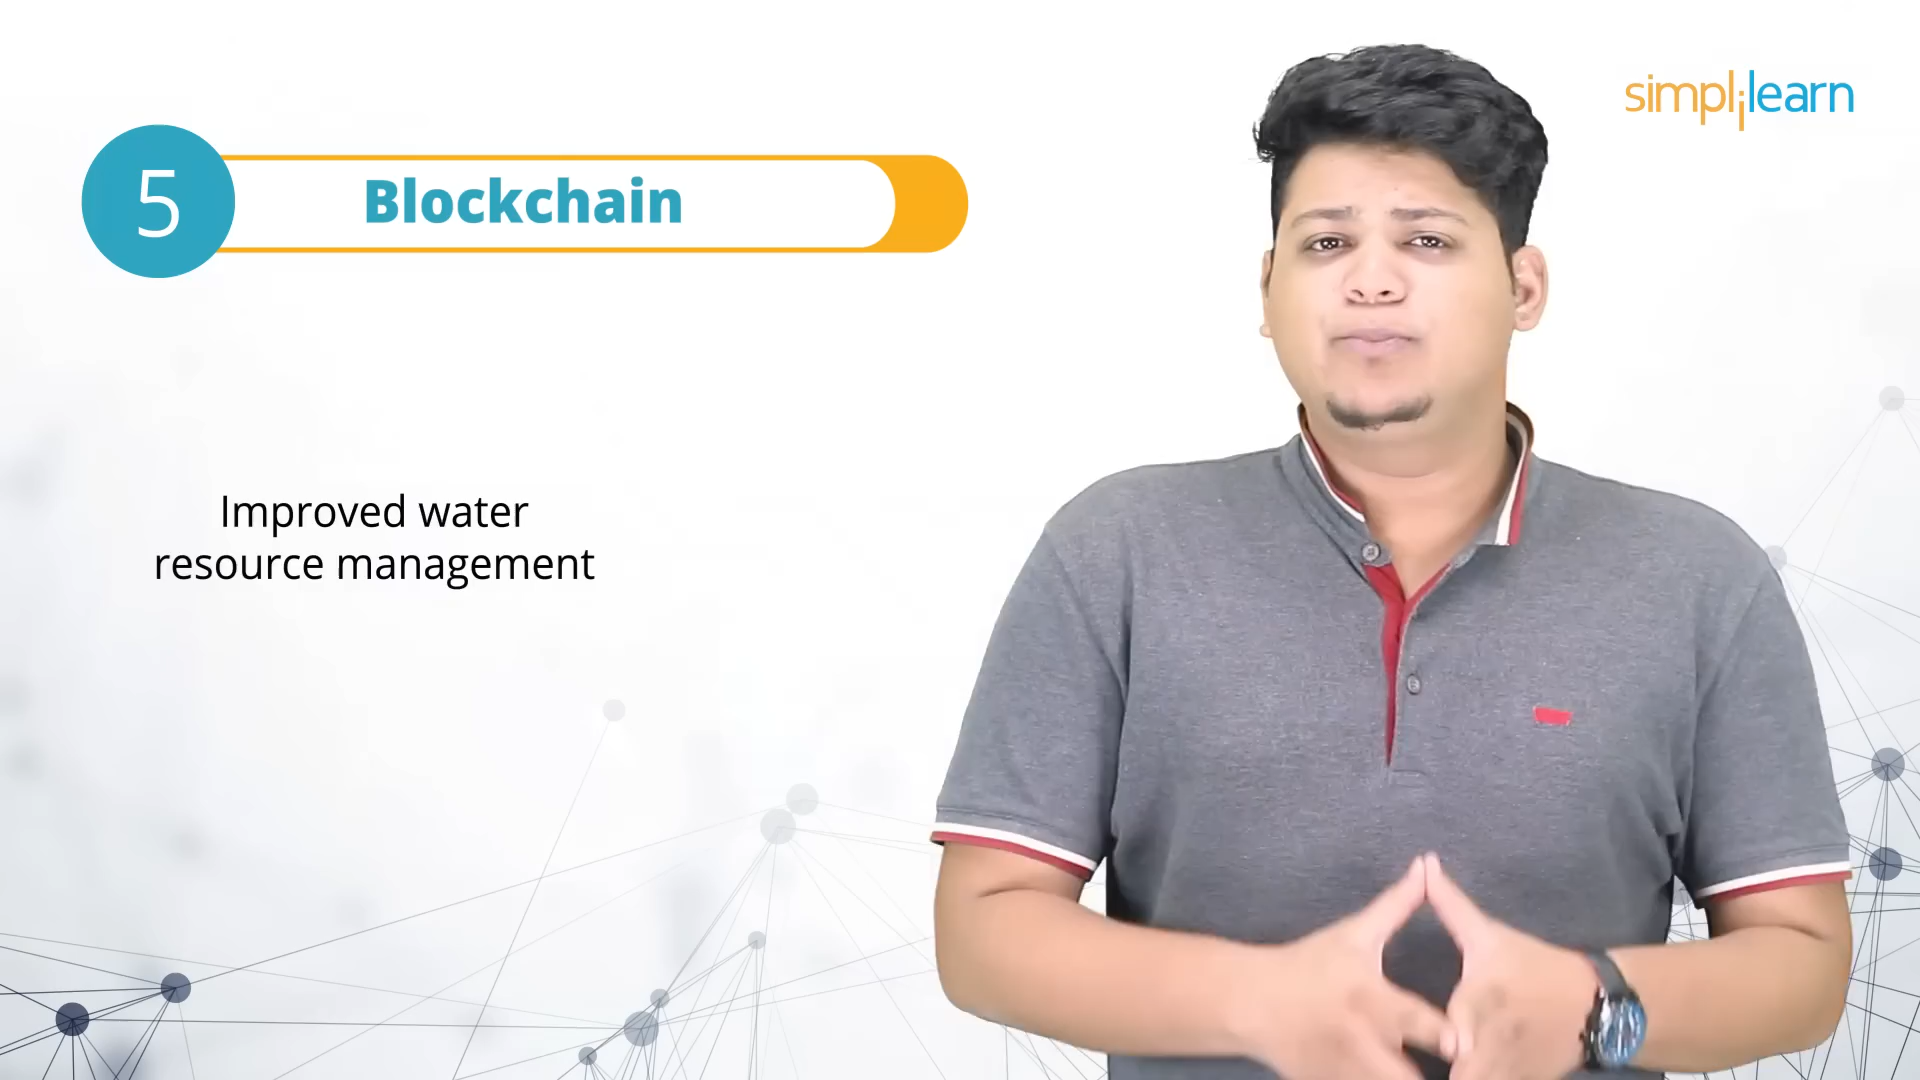 simplilearn
5
Blockchain
Improved water
resource management